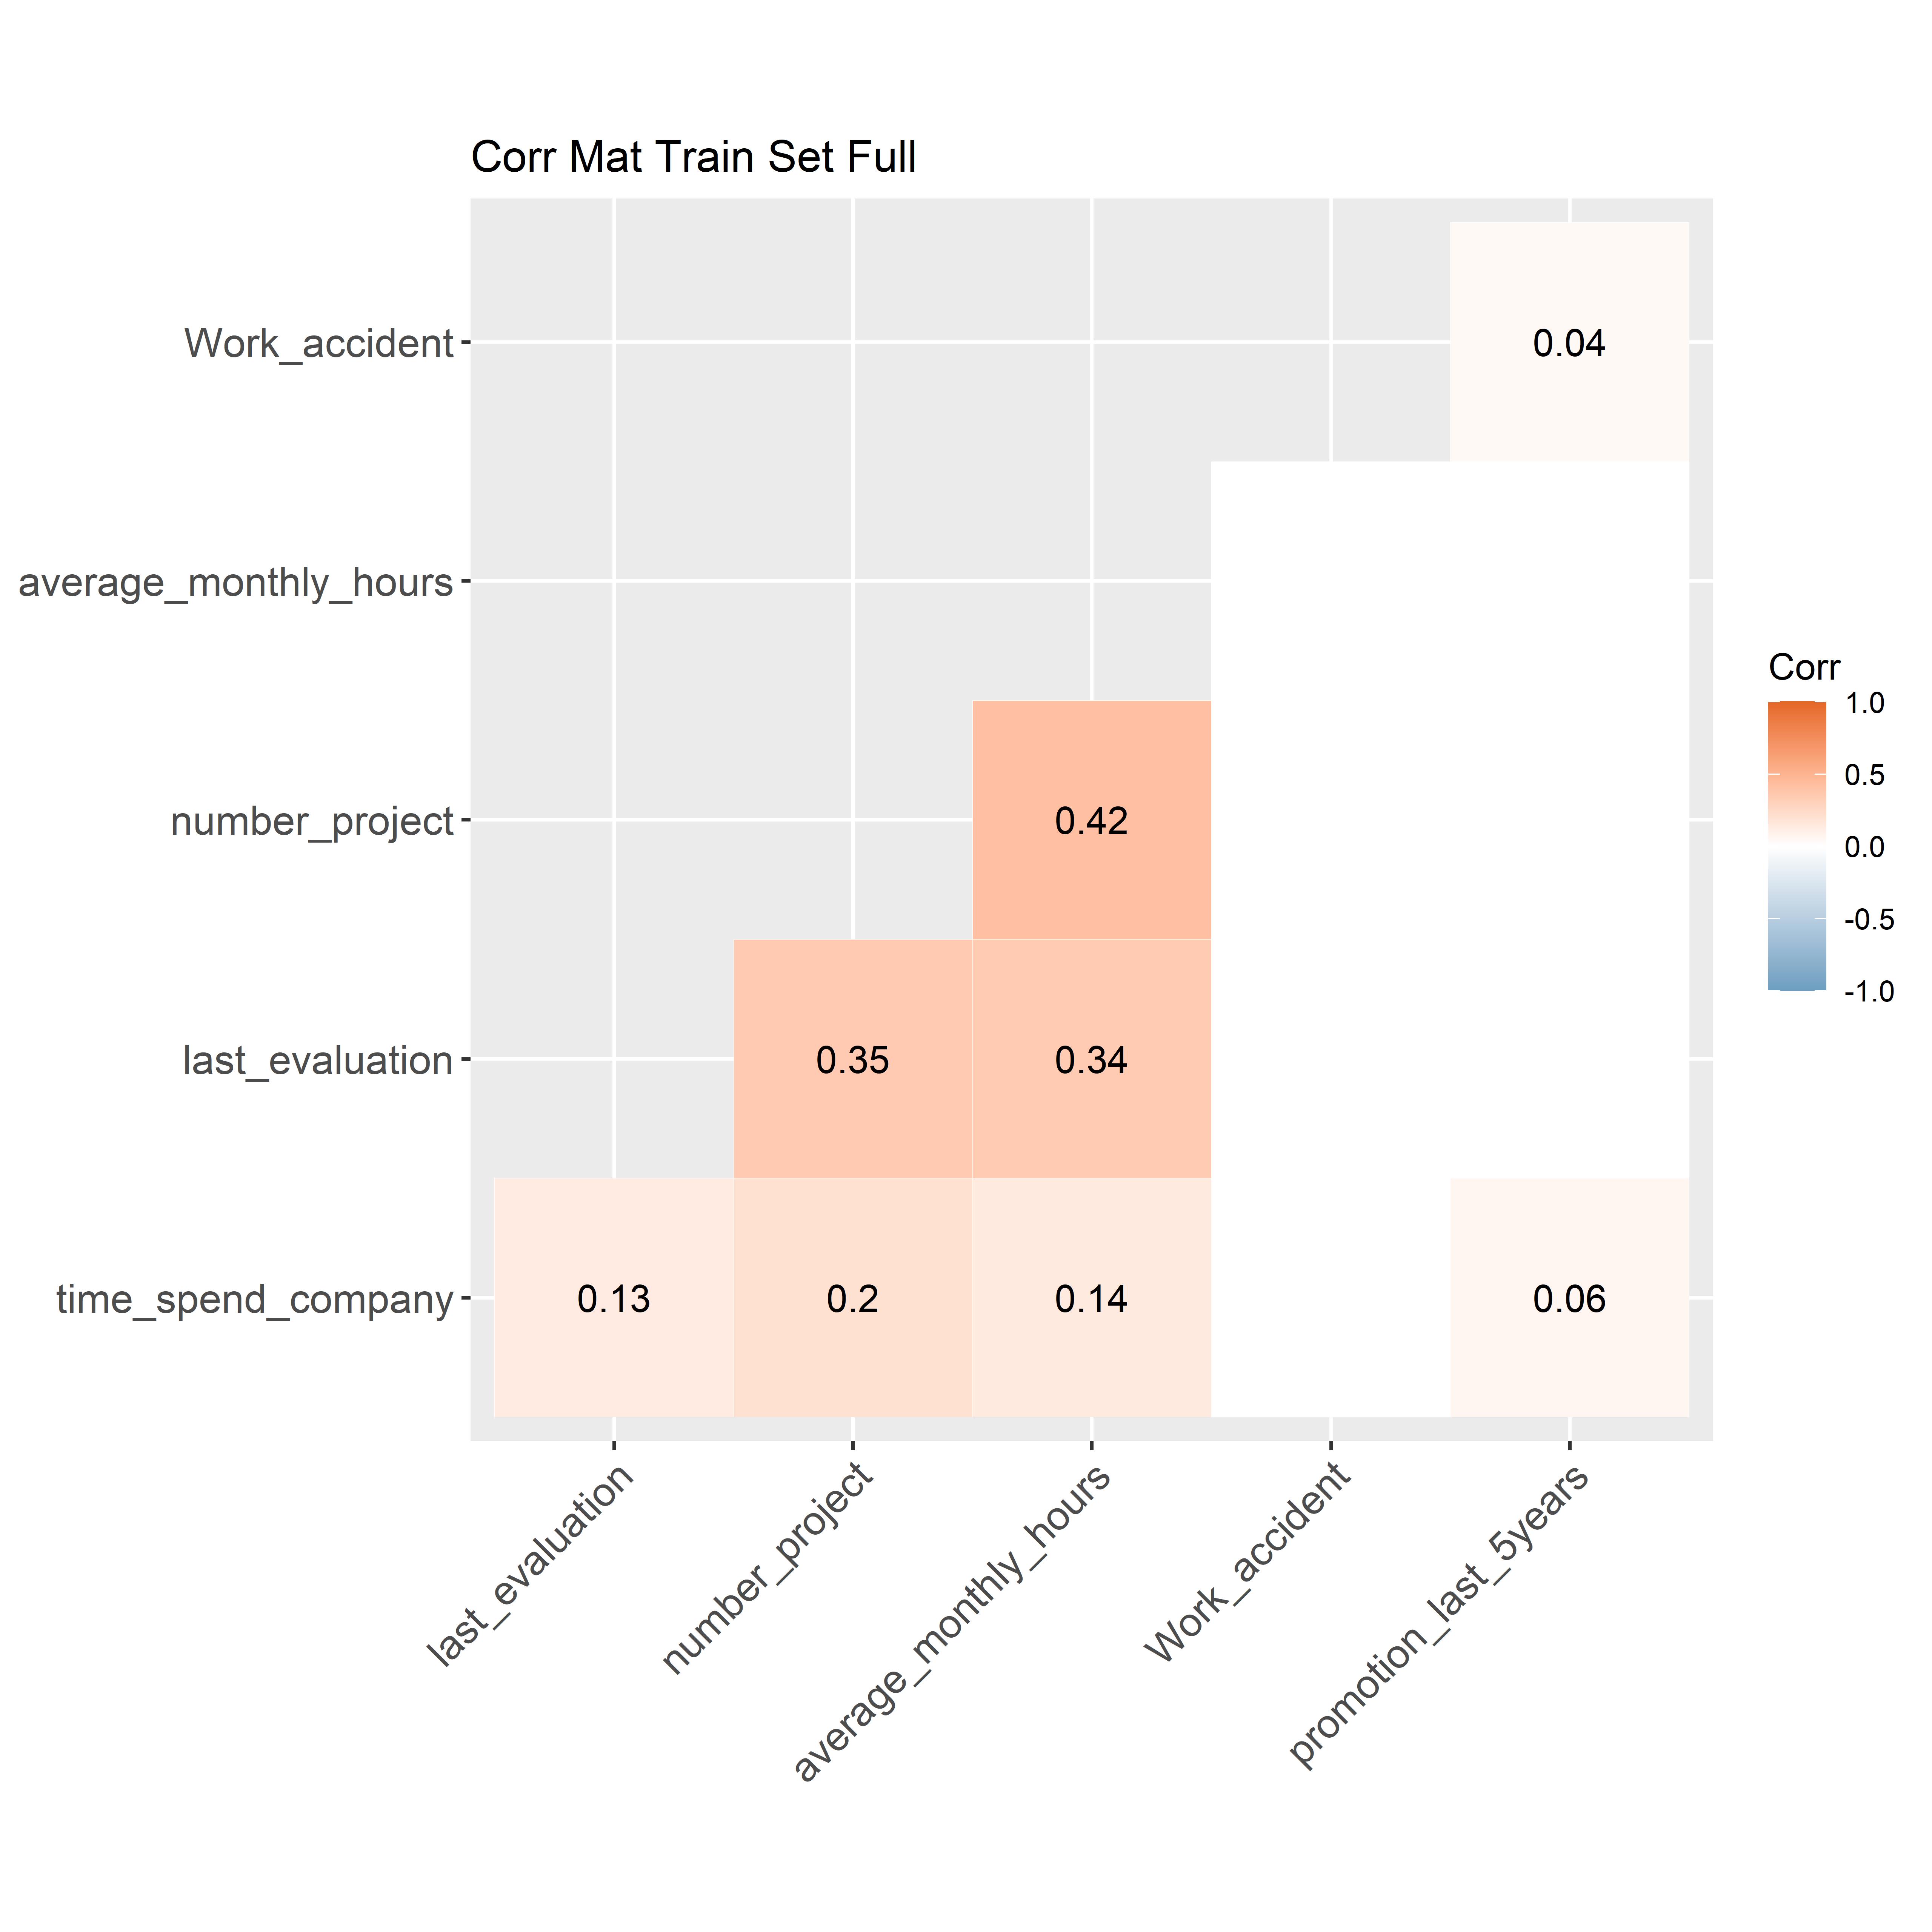 Corr Mat Train Set Full
Work_accident
0.04
average_monthly_hours
number_project
0.42
last_evaluation
0.35 0.34
time_spend_company
0.13 0.2 0.14 0.06
last_evaluation
number_project
average_monthly_hours
Work_accident
promotion_last_5years
Corr
1.0
0.5
0.0
-0.5
-1.0